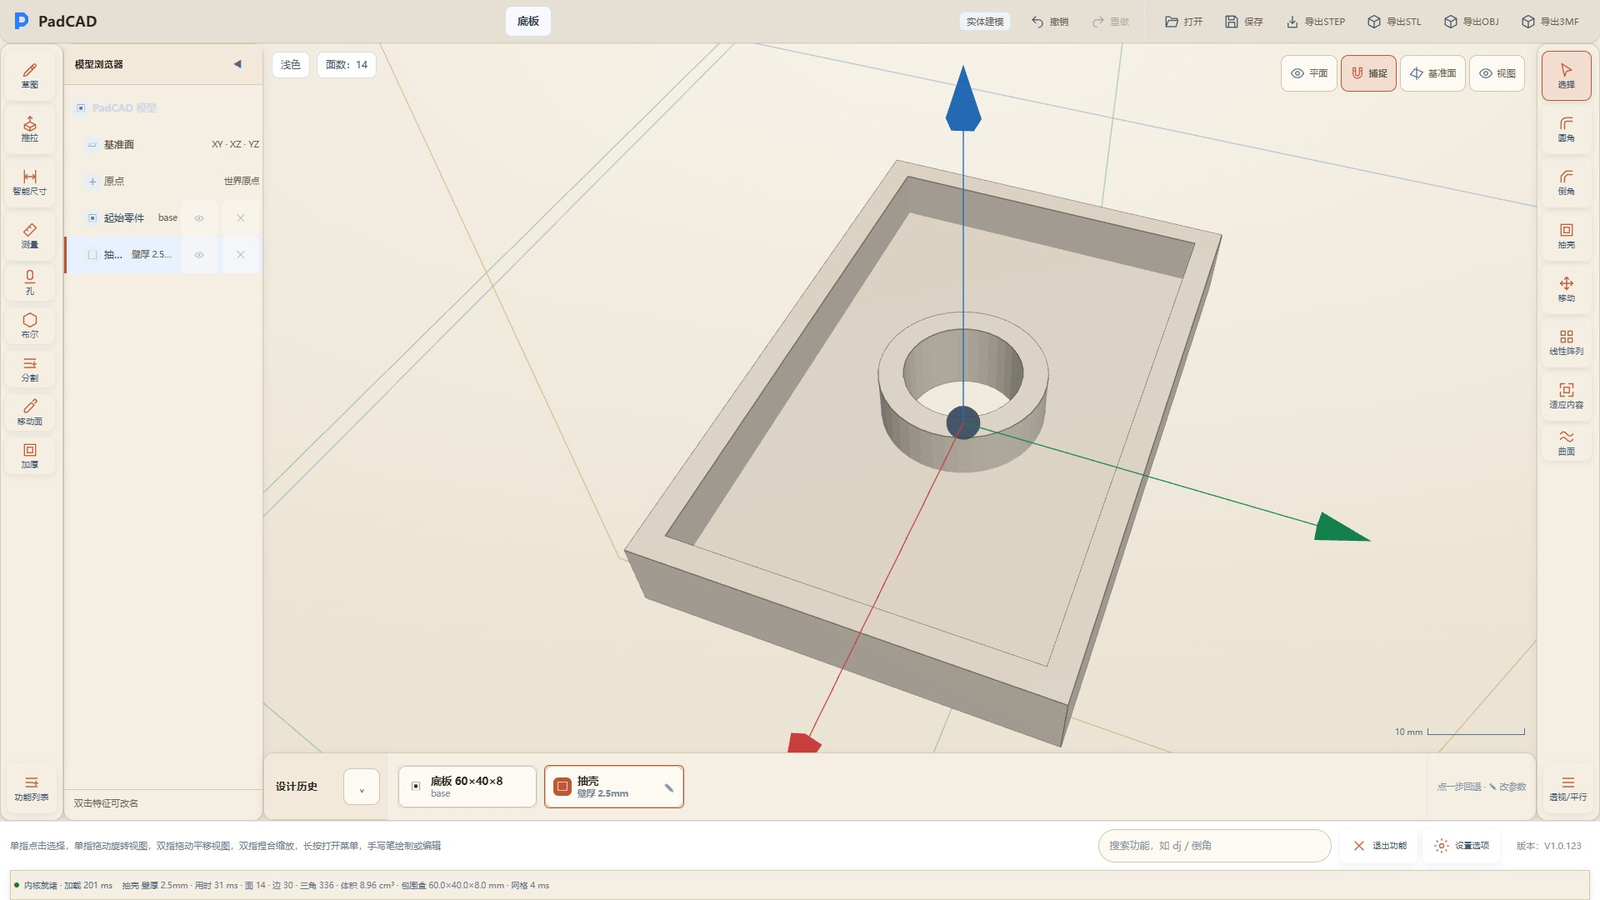 PadCAD
底板
实体建模
撤销
重做
打开
保存
导出STEP
导出STL
导出OBJ
导出3MF
草图
推拉
智能尺寸
测量
孔
布尔
分割
移动面
加厚
功能列表
模型浏览器
PadCAD 模型
基准面 XY · XZ · YZ
原点 世界原点
起始零件 base
抽... 壁厚 2.5...
双击特征可改名
浅色
面数：14
平面
捕捉
基准面
视图
10 mm
选择
圆角
倒角
抽壳
移动
线性阵列
适应内容
曲面
透视/平行
设计历史
底板 60×40×8
base
抽壳
壁厚 2.5mm
点一步回退 · 改参数
单指点击选择，单指拖动旋转视图，双指拖动平移视图，双指捏合缩放，长按打开菜单，手写笔绘制或编辑
搜索功能，如 dj / 倒角
退出功能
设置选项
版本：V1.0.123
内核就绪 · 加载 201 ms 抽壳 壁厚 2.5mm · 用时 31 ms · 面 14 · 边 30 · 三角 336 · 体积 8.96 cm³ · 包围盒 60.0×40.0×8.0 mm · 网格 4 ms